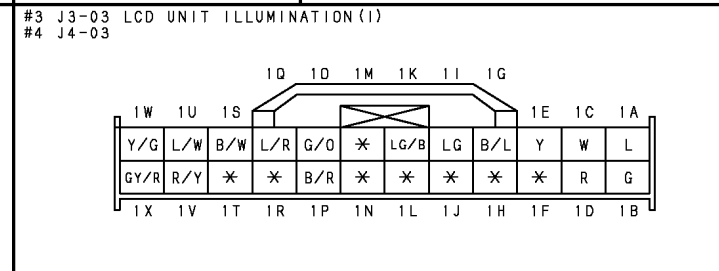 #3 J3-03 LCD UNIT ILLUMINATION(I)
#4 J4-03
1Q 1O 1M 1K 1I 1G
1W 1U 1S 1E 1C 1A
Y/G L/W B/W L/R G/O * LG/B LG B/L Y W L
GY/R R/Y * * B/R * * * * * R G
1X 1V 1T 1R 1P 1N 1L 1J 1H 1F 1D 1B